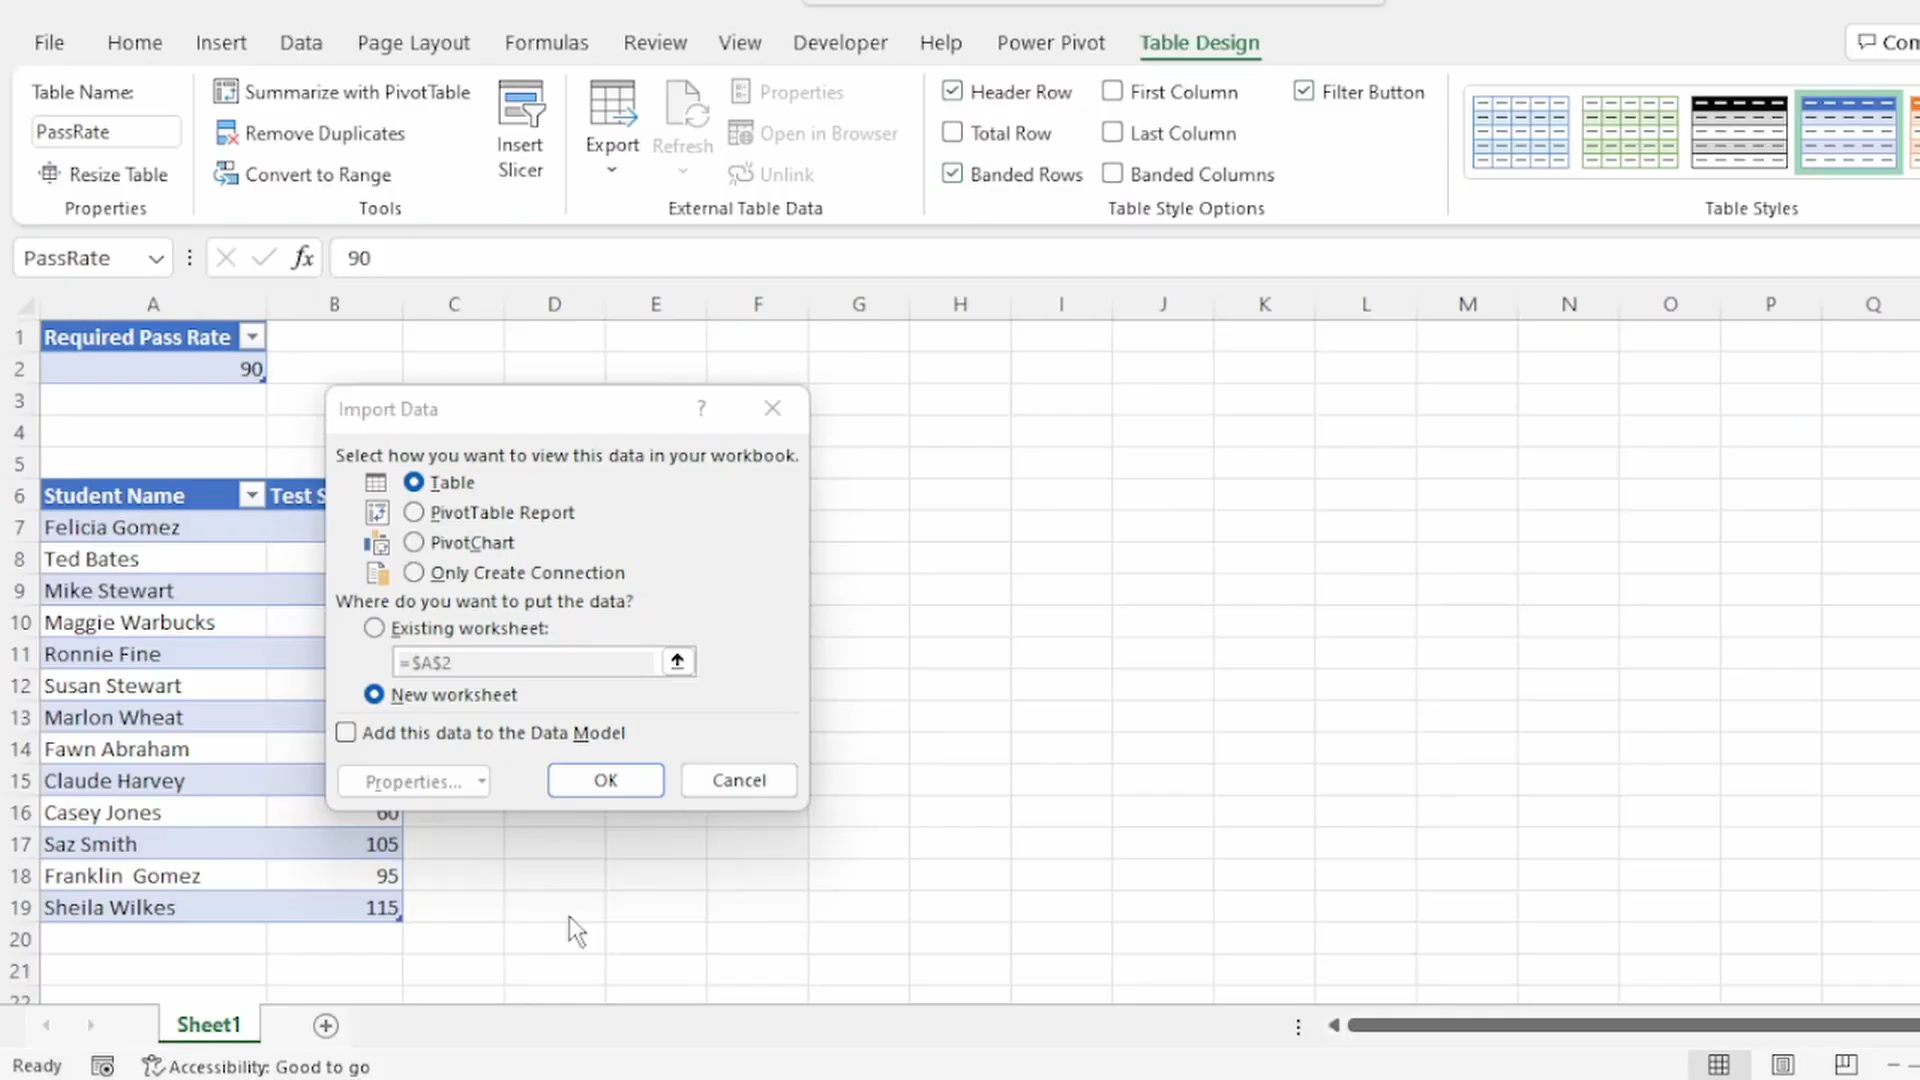 File Home Insert Data Page Layout Formulas Review View Developer Help Power Pivot Table Design
Table Name:
PassRate
Resize Table
Properties
Summarize with PivotTable
Remove Duplicates
Convert to Range
Tools
Insert
Slicer
Export
Refresh
Properties
Open in Browser
Unlink
External Table Data
Header Row First Column Filter Button
Total Row Last Column
Banded Rows Banded Columns
Table Style Options
Table Styles
PassRate fx 90
A B C D E F G H I J K L M N O P Q
1 Required Pass Rate
2 90
3
4
5
6 Student Name
7 Felicia Gomez
8 Ted Bates
9 Mike Stewart
10 Maggie Warbucks
11 Ronnie Fine
12 Susan Stewart
13 Marlon Wheat
14 Fawn Abraham
15 Claude Harvey
16 Casey Jones 60
17 Saz Smith 105
18 Franklin Gomez 95
19 Sheila Wilkes 115
20
21
22
Import Data ?
Select how you want to view this data in your workbook.
Table
PivotTable Report
PivotChart
Only Create Connection
Where do you want to put the data?
Existing worksheet:
=$A$2
New worksheet
Add this data to the Data Model
Properties... OK Cancel
Sheet1
Ready Accessibility: Good to go